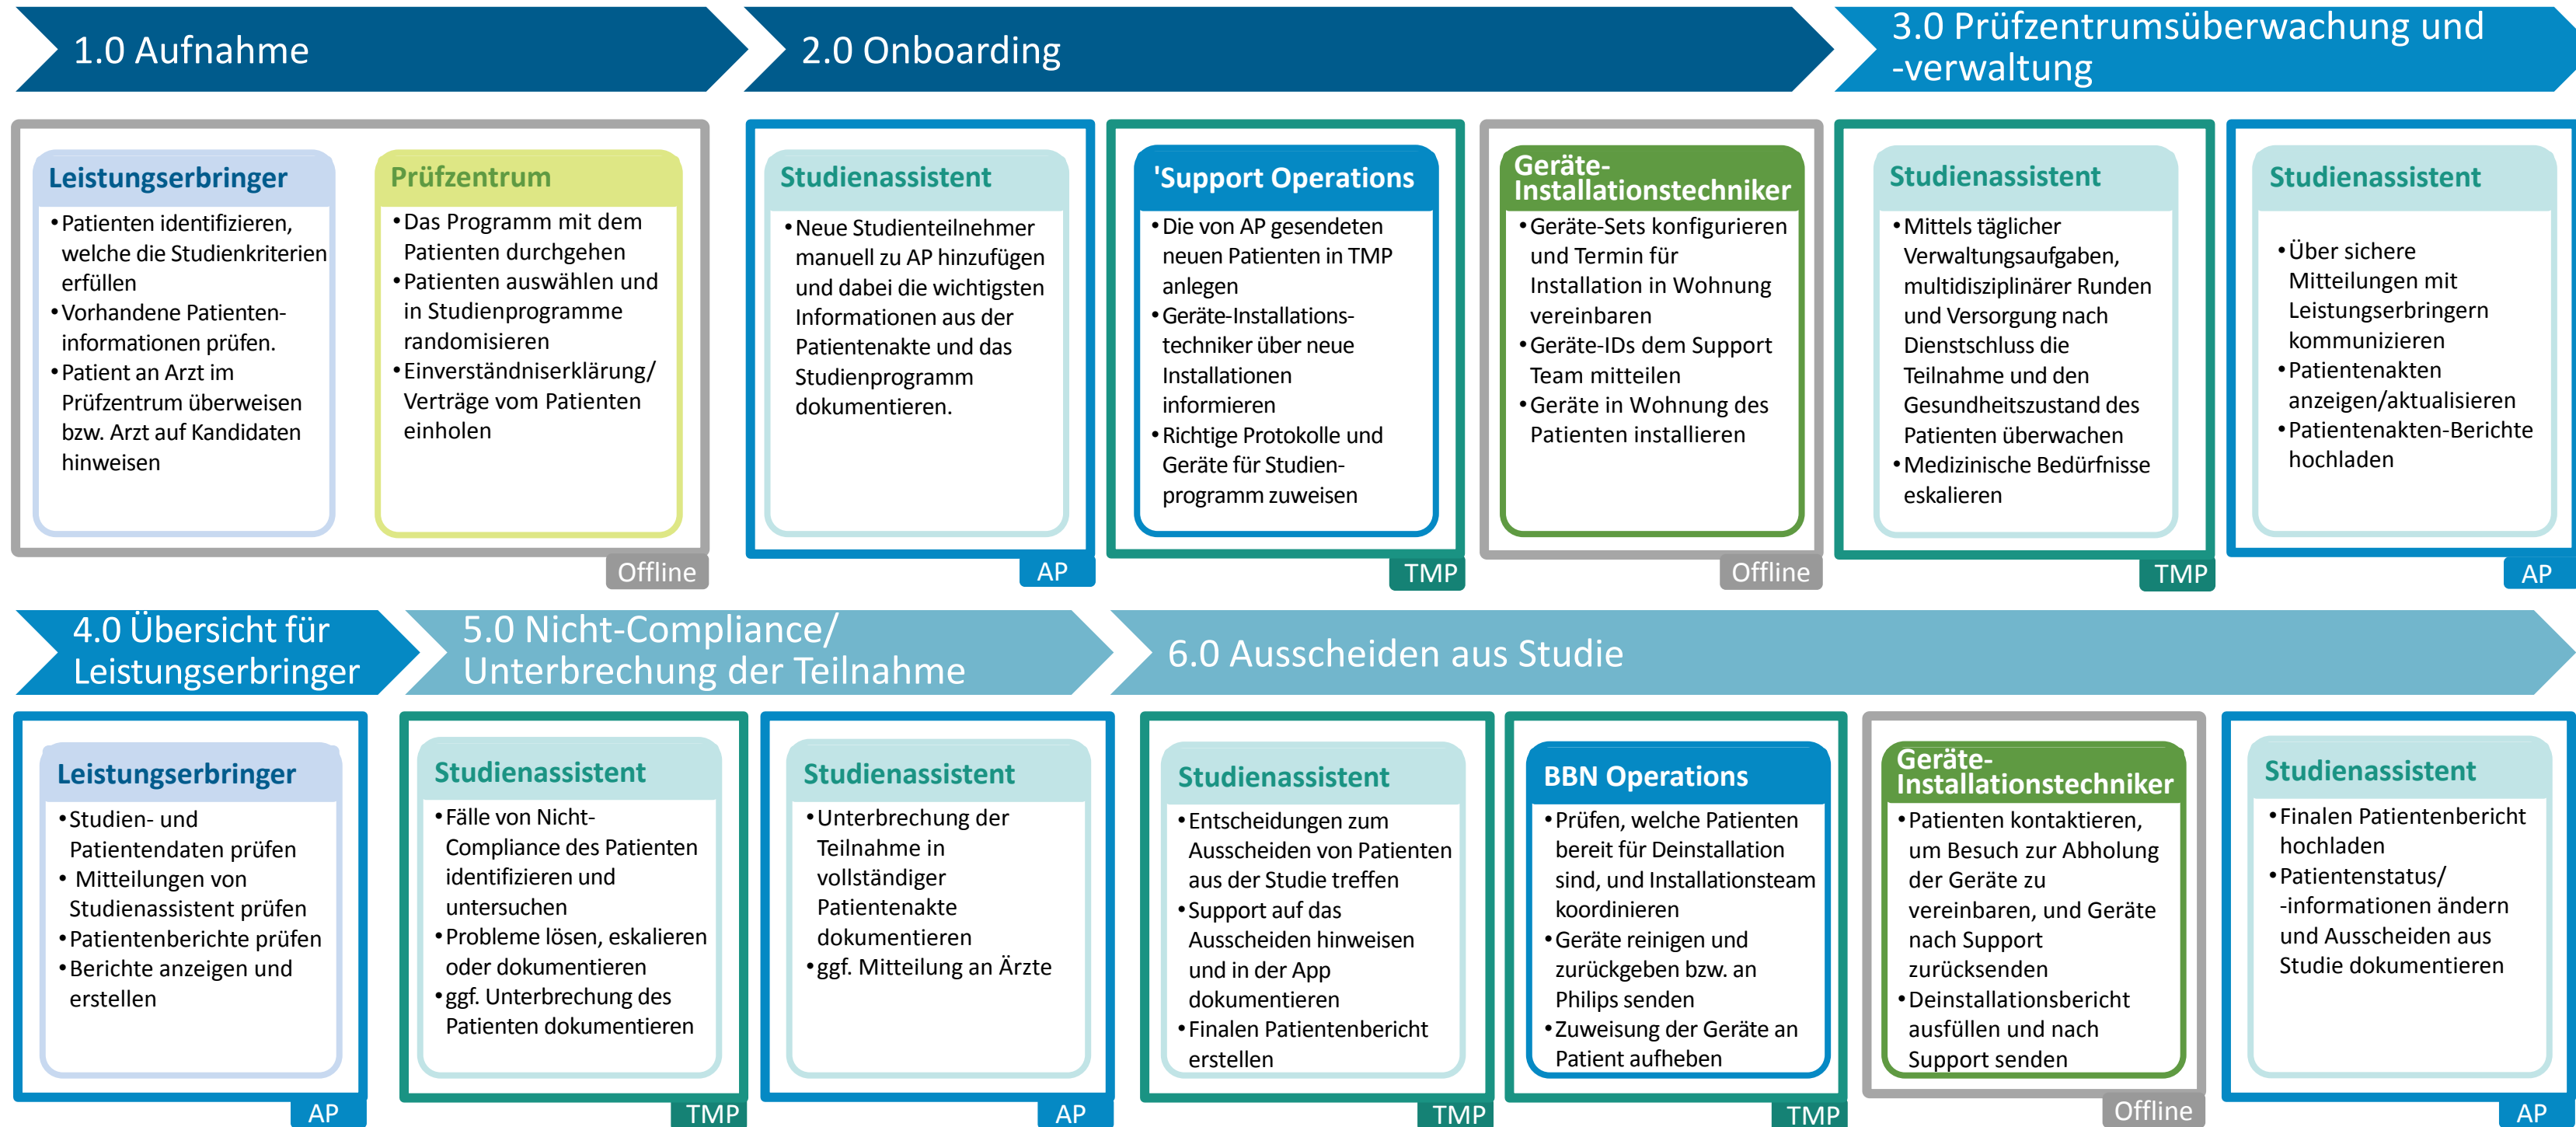 1.0 Aufnahme
2.0 Onboarding
3.0 Prüfzentrumsüberwachung und
-verwaltung
Leistungserbringer
•Patienten identifizieren,
welche die Studienkriterien
erfüllen
•Vorhandene Patienten-
informationen prüfen.
•Patient an Arzt im
Prüfzentrum überweisen
bzw. Arzt auf Kandidaten
hinweisen
Prüfzentrum
•Das Programm mit dem
Patienten durchgehen
•Patienten auswählen und
in Studienprogramme
randomisieren
•Einverständniserklärung/
Verträge vom Patienten
einholen
Offline
Studienassistent
•Neue Studienteilnehmer
manuell zu AP hinzufügen
und dabei die wichtigsten
Informationen aus der
Patientenakte und das
Studienprogramm
dokumentieren.
AP
'Support Operations
•Die von AP gesendeten
neuen Patienten in TMP
anlegen
•Geräte-Installations-
techniker über neue
Installationen
informieren
•Richtige Protokolle und
Geräte für Studien-
programm zuweisen
TMP
Geräte-
Installationstechniker
•Geräte-Sets konfigurieren
und Termin für
Installation in Wohnung
vereinbaren
•Geräte-IDs dem Support
Team mitteilen
•Geräte in Wohnung des
Patienten installieren
Offline
Studienassistent
•Mittels täglicher
Verwaltungsaufgaben,
multidisziplinärer Runden
und Versorgung nach
Dienstschluss die
Teilnahme und den
Gesundheitszustand des
Patienten überwachen
•Medizinische Bedürfnisse
eskalieren
TMP
Studienassistent
•Über sichere
Mitteilungen mit
Leistungserbringern
kommunizieren
•Patientenakten
anzeigen/aktualisieren
•Patientenakten-Berichte
hochladen
AP
4.0 Übersicht für
Leistungserbringer
5.0 Nicht-Compliance/
Unterbrechung der Teilnahme
6.0 Ausscheiden aus Studie
Leistungserbringer
•Studien- und
Patientendaten prüfen
• Mitteilungen von
Studienassistent prüfen
•Patientenberichte prüfen
•Berichte anzeigen und
erstellen
AP
Studienassistent
•Fälle von Nicht-
Compliance des Patienten
identifizieren und
untersuchen
•Probleme lösen, eskalieren
oder dokumentieren
•ggf. Unterbrechung des
Patienten dokumentieren
TMP
Studienassistent
•Unterbrechung der
Teilnahme in
vollständiger
Patientenakte
dokumentieren
•ggf. Mitteilung an Ärzte
AP
Studienassistent
•Entscheidungen zum
Ausscheiden von Patienten
aus der Studie treffen
•Support auf das
Ausscheiden hinweisen
und in der App
dokumentieren
•Finalen Patientenbericht
erstellen
TMP
BBN Operations
•Prüfen, welche Patienten
bereit für Deinstallation
sind, und Installationsteam
koordinieren
•Geräte reinigen und
zurückgeben bzw. an
Philips senden
•Zuweisung der Geräte an
Patient aufheben
TMP
Geräte-
Installationstechniker
•Patienten kontaktieren,
um Besuch zur Abholung
der Geräte zu
vereinbaren, und Geräte
nach Support
zurücksenden
•Deinstallationsbericht
ausfüllen und nach
Support senden
Offline
Studienassistent
•Finalen Patientenbericht
hochladen
•Patientenstatus/
-informationen ändern
und Ausscheiden aus
Studie dokumentieren
AP